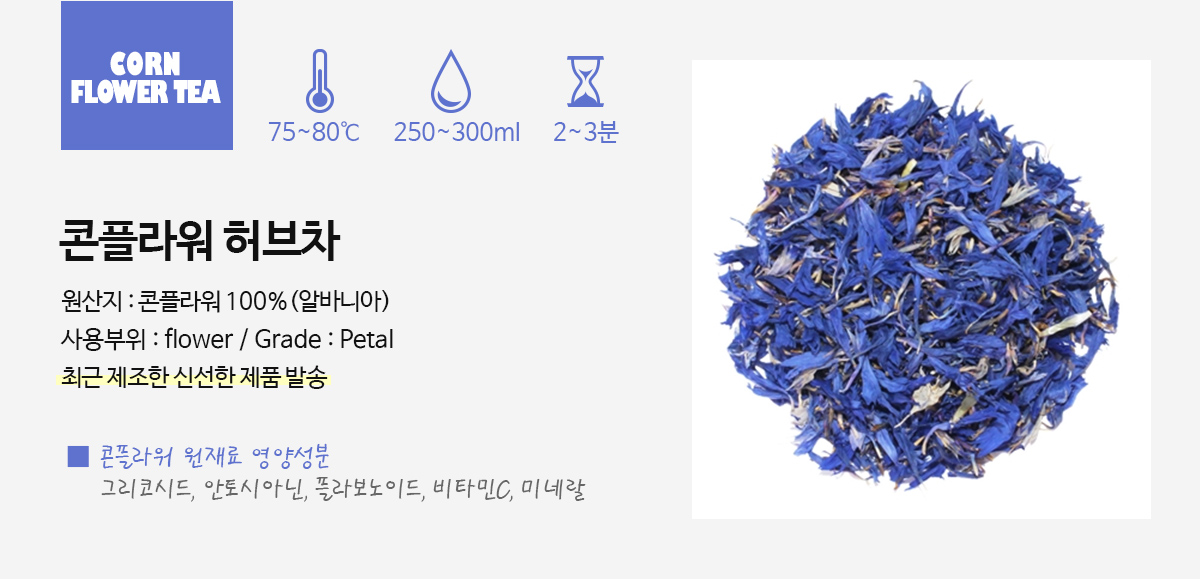 CORN
FLOWER TEA
75~80℃
250~300ml
2~3분
콘플라워 허브차
원산지 : 콘플라워 100% (알바니아)
사용부위 : flower / Grade : Petal
최근 제조한 신선한 제품 발송
콘플라워 원재료 영양성분
그리코시드, 안토시아닌, 플라보노이드, 비타민C, 미네랄